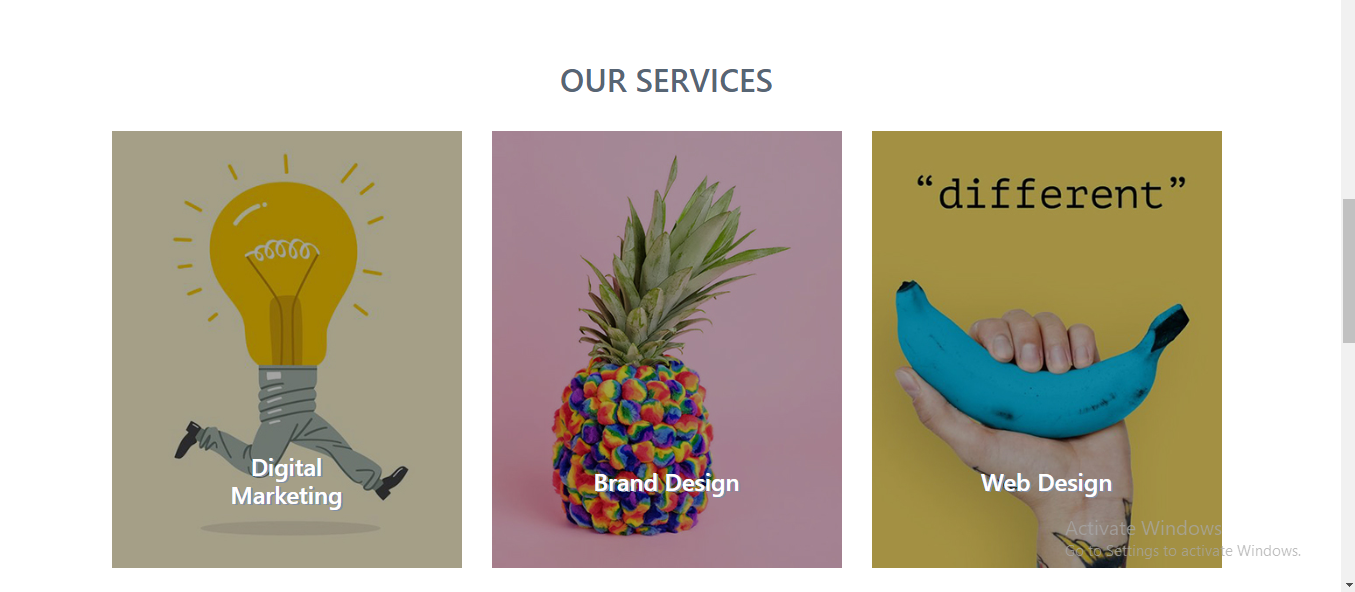 OUR SERVICES
“different”
Digital
Marketing
Brand Design
Web Design
Activate Windows
Go to Settings to activate Windows.